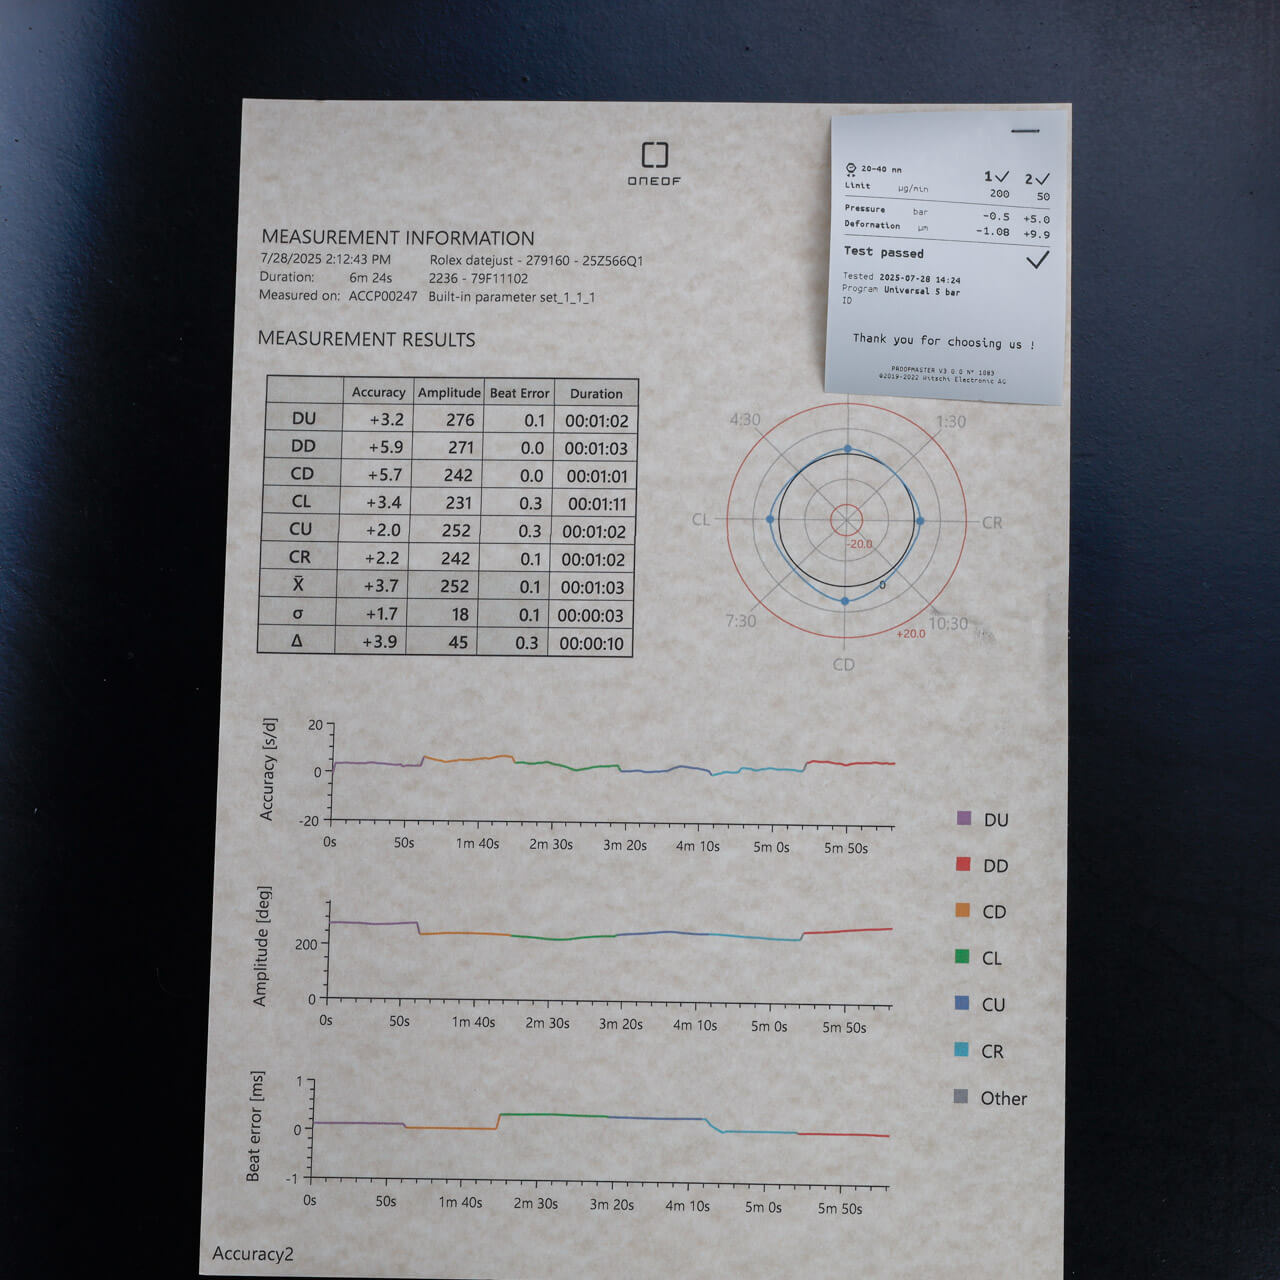 ONEOF
MEASUREMENT INFORMATION
7/28/2025 2:12:43 PM Rolex datejust - 279160 - 25Z566Q1
Duration: 6m 24s 2236 - 79F11102
Measured on: ACCP00247 Built-in parameter set_1_1_1
MEASUREMENT RESULTS
Accuracy Amplitude Beat Error Duration
DU +3.2 276 0.1 00:01:02
DD +5.9 271 0.0 00:01:03
CD +5.7 242 0.0 00:01:01
CL +3.4 231 0.3 00:01:11
CU +2.0 252 0.3 00:01:02
CR +2.2 242 0.1 00:01:02
X̄ +3.7 252 0.1 00:01:03
σ +1.7 18 0.1 00:00:03
Δ +3.9 45 0.3 00:00:10
20-40 nm 1✓ 2✓
Limit µg/min 200 50
Pressure bar -0.5 +5.0
Deformation µm -1.08 +9.9
Test passed ✓
Tested 2025-07-28 14:24
Program Universal 5 bar
ID
Thank you for choosing us !
PROOFMASTER V3.0.0 N° 1083
©2019-2022 Witschi Electronic AG
4:30 1:30
CL CR
-20.0
0
7:30 10:30
+20.0
CD
Accuracy [s/d]
20
0
-20
0s 50s 1m 40s 2m 30s 3m 20s 4m 10s 5m 0s 5m 50s
Amplitude [deg]
200
0
0s 50s 1m 40s 2m 30s 3m 20s 4m 10s 5m 0s 5m 50s
Beat error [ms]
1
0
-1
0s 50s 1m 40s 2m 30s 3m 20s 4m 10s 5m 0s 5m 50s
DU
DD
CD
CL
CU
CR
Other
Accuracy2